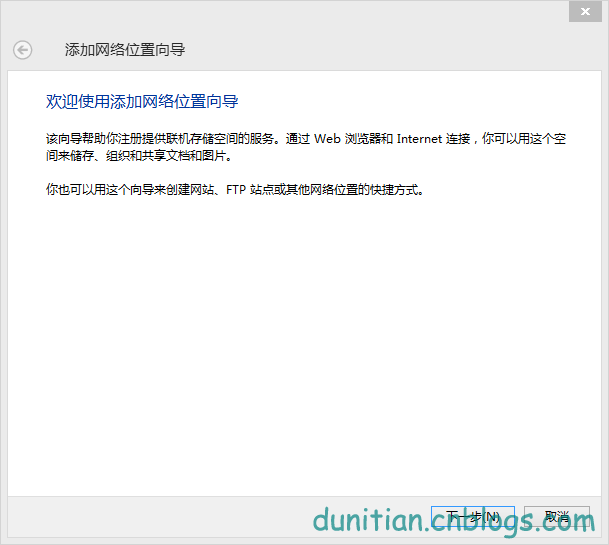 添加网络位置向导
欢迎使用添加网络位置向导
该向导帮助你注册提供联机存储空间的服务。通过 Web 浏览器和 Internet 连接，你可以用这个空
间来储存、组织和共享文档和图片。
你也可以用这个向导来创建网站、FTP 站点或其他网络位置的快捷方式。
下一步(N)
取消
dunitian.cnblogs.com